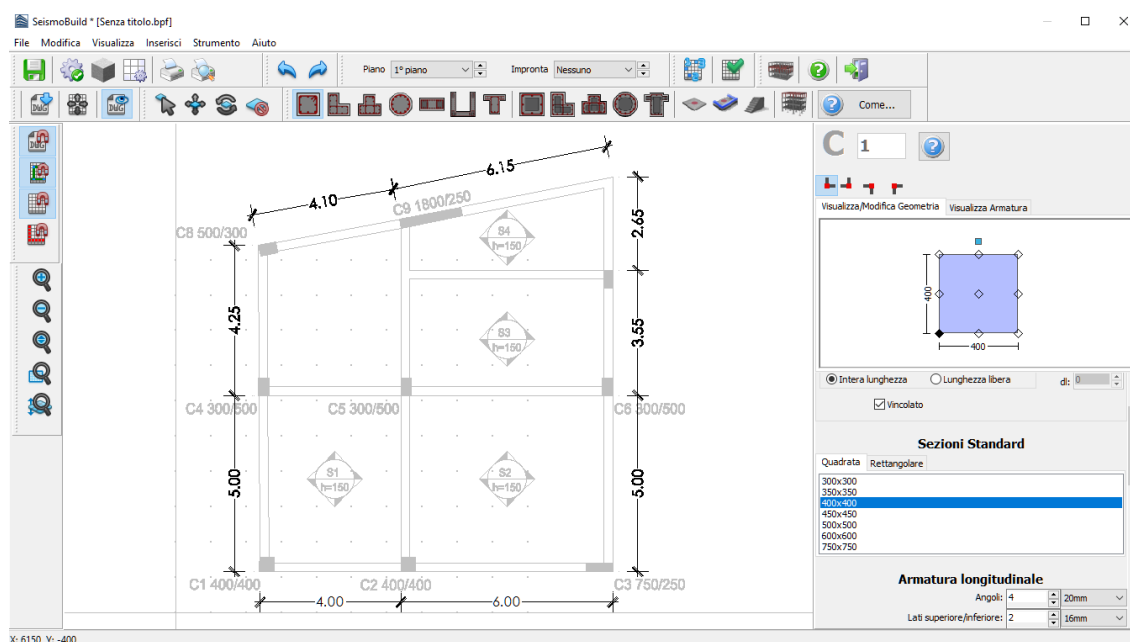 SeismoBuild * [Senza titolo.bpf]
File Modifica Visualizza Inserisci Strumento Aiuto
Piano 1° piano Impronta Nessuno
DWG DWG Come...
DWG
C 1
Visualizza/Modifica Geometria Visualizza Armatura
400
400
Intera lunghezza Lunghezza libera dl: 0
Vincolato
Sezioni Standard
Quadrata Rettangolare
300x300
350x350
400x400
450x450
500x500
600x600
750x750
Armatura longitudinale
Angoli: 4 20mm
Lati superiore/inferiore: 2 16mm
6.15
4.10
C9 1800/250
C8 500/300
S4
h=150
2.65
4.25
S3
h=150
3.55
C4 300/500 C5 300/500 C6 300/500
S1
h=150
S2
h=150
5.00
5.00
C1 400/400 C2 400/400 C3 750/250
4.00 6.00
X: 6150 Y: -400